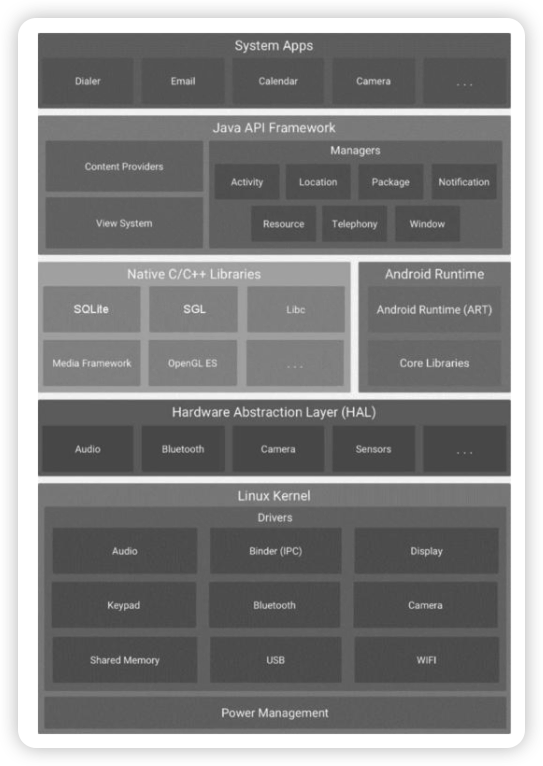 System Apps
Dialer Email Calendar Camera ...
Java API Framework
Content Providers
View System
Managers
Activity Location Package Notification
Resource Telephony Window
Native C/C++ Libraries
SQLite SGL Libc
Media Framework OpenGL ES ...
Android Runtime
Android Runtime (ART)
Core Libraries
Hardware Abstraction Layer (HAL)
Audio Bluetooth Camera Sensors ...
Linux Kernel
Drivers
Audio Binder (IPC) Display
Keypad Bluetooth Camera
Shared Memory USB WIFI
Power Management